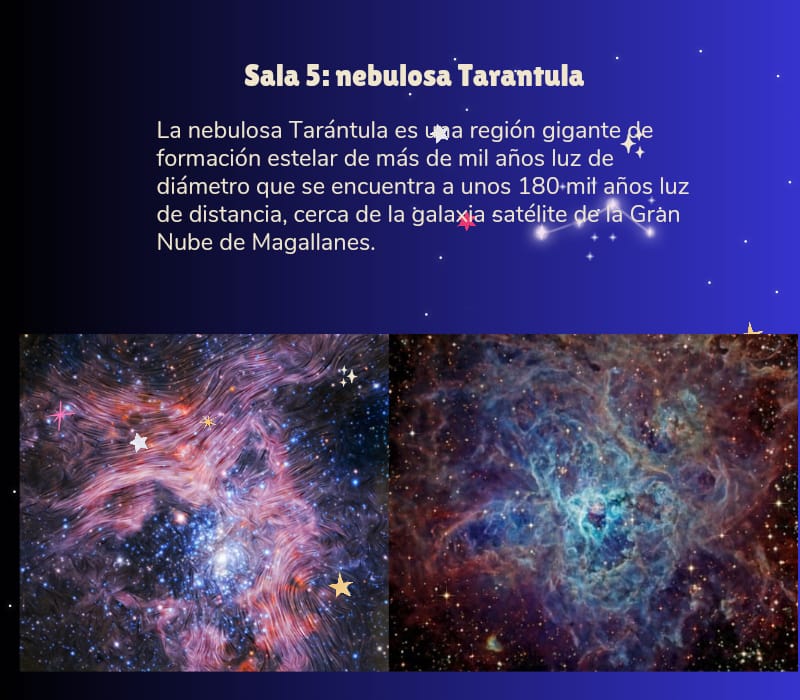 Sala 5: nebulosa Tarantula
La nebulosa Tarántula es una región gigante de
formación estelar de más de mil años luz de
diámetro que se encuentra a unos 180 mil años luz
de distancia, cerca de la galaxia satélite de la Gran
Nube de Magallanes.